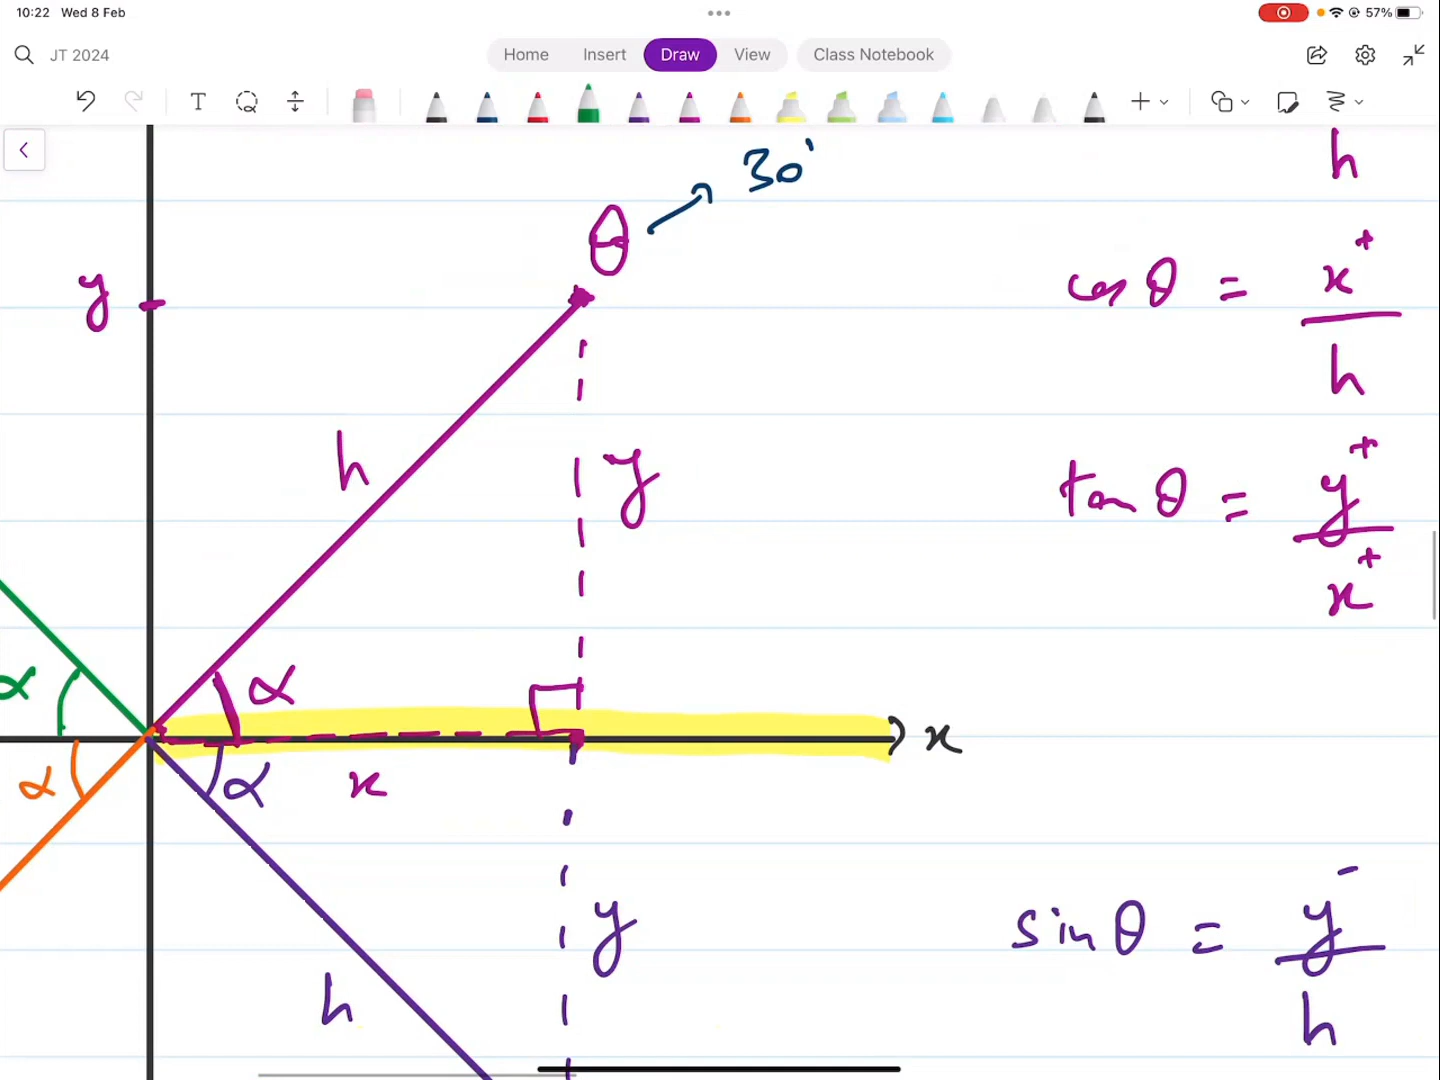 10:22 Wed 8 Feb
57%
JT 2024
Home Insert Draw View Class Notebook
T
30°
h
θ
y
cos θ = x⁺
h
h
y
tan θ = y⁺
x⁺
α
α
x
α
x
α
y
sin θ = y⁻
h
h